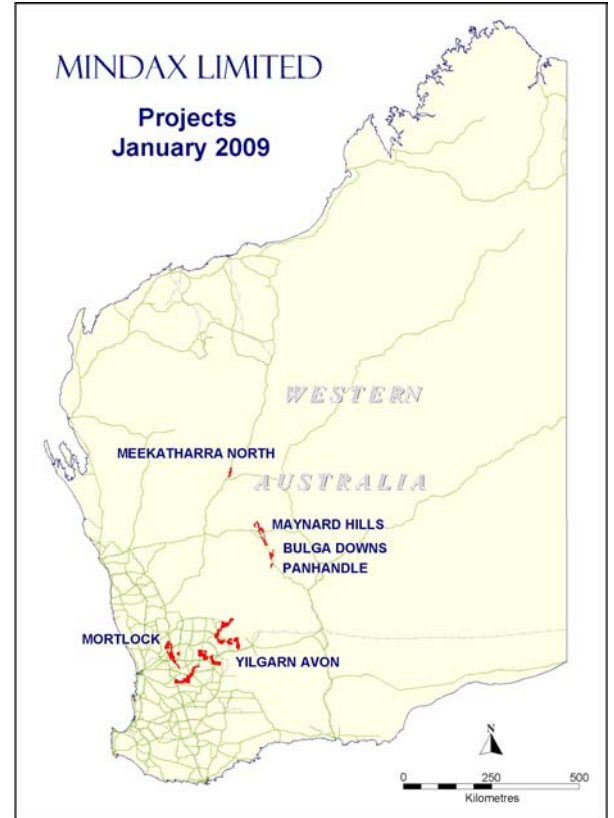 MINDAX LIMITED
Projects
January 2009
WESTERN
MEEKATHARRA NORTH
AUSTRALIA
MAYNARD HILLS
BULGA DOWNS
PANHANDLE
MORTLOCK
YILGARN AVON
N
0 250 500
Kilometres